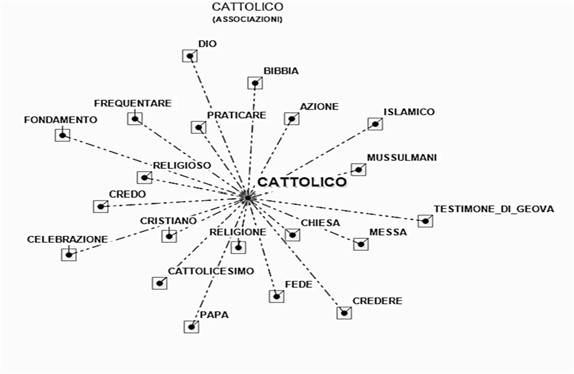 CATTOLICO
(ASSOCIAZIONI)
DIO
BIBBIA
FREQUENTARE
PRATICARE
AZIONE
ISLAMICO
FONDAMENTO
MUSSULMANI
RELIGIOSO
CATTOLICO
CREDO
TESTIMONE_DI_GEOVA
CRISTIANO
CHIESA
RELIGIONE
MESSA
CELEBRAZIONE
CATTOLICESIMO
FEDE
CREDERE
PAPA